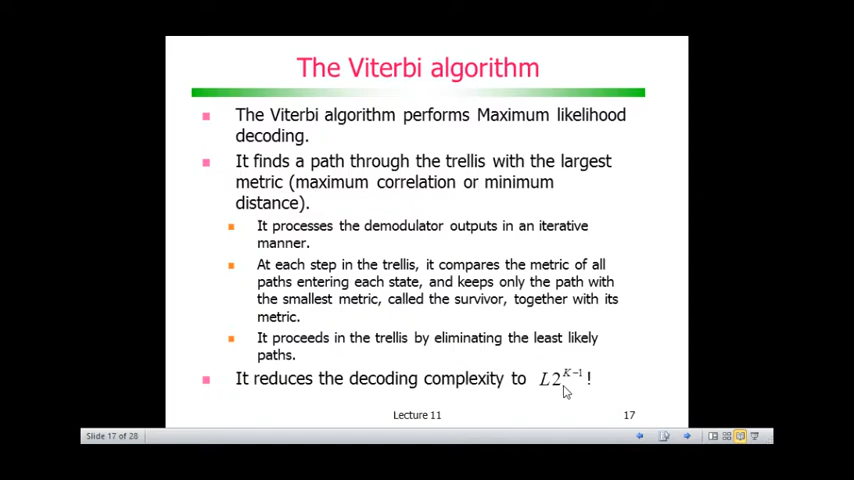 The Viterbi algorithm
The Viterbi algorithm performs Maximum likelihood
decoding.
It finds a path through the trellis with the largest
metric (maximum correlation or minimum
distance).
It processes the demodulator outputs in an iterative
manner.
At each step in the trellis, it compares the metric of all
paths entering each state, and keeps only the path with
the smallest metric, called the survivor, together with its
metric.
It proceeds in the trellis by eliminating the least likely
paths.
It reduces the decoding complexity to L2^{K-1}!
Lecture 11 17
Slide 17 of 28